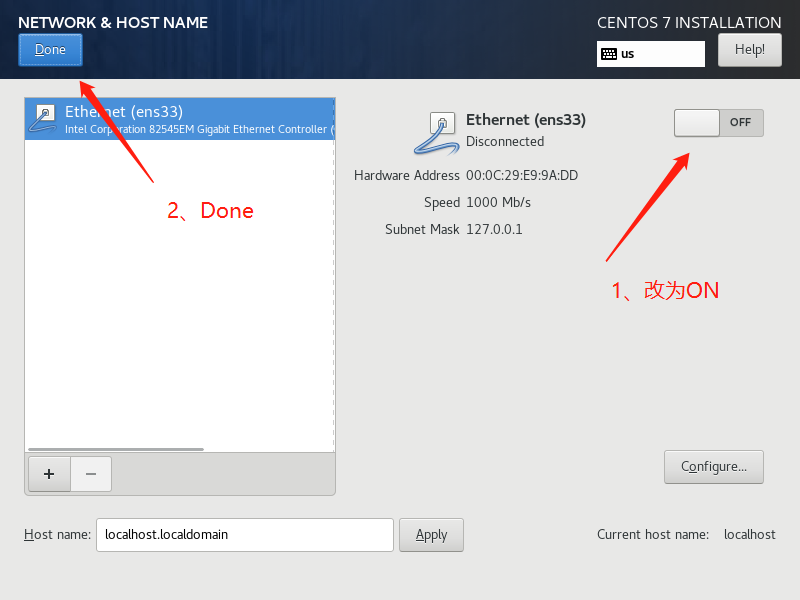 NETWORK & HOST NAME
CENTOS 7 INSTALLATION
Done
us
Help!
Ethernet (ens33)
Intel Corporation 82545EM Gigabit Ethernet Controller (
Ethernet (ens33)
Disconnected
OFF
Hardware Address 00:0C:29:E9:9A:DD
Speed 1000 Mb/s
Subnet Mask 127.0.0.1
2、Done
1、改为ON
+
−
Configure...
Host name: localhost.localdomain
Apply
Current host name: localhost